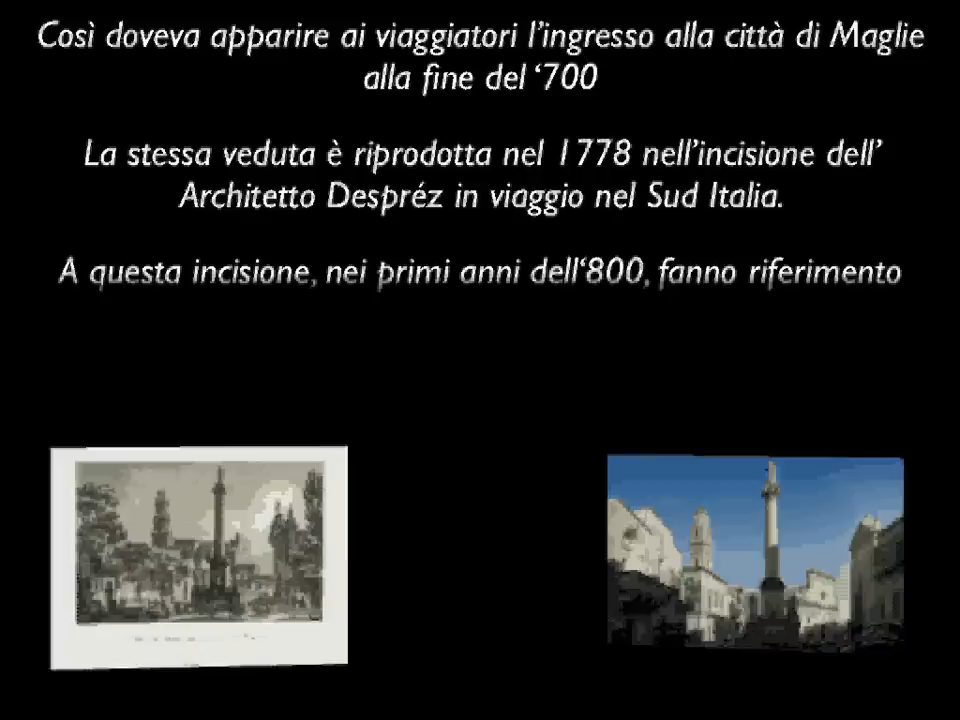 Così doveva apparire ai viaggiatori l’ingresso alla città di Maglie
alla fine del ‘700
La stessa veduta è riprodotta nel 1778 nell’incisione dell’
Architetto Despréz in viaggio nel Sud Italia.
A questa incisione, nei primi anni dell‘800, fanno riferimento